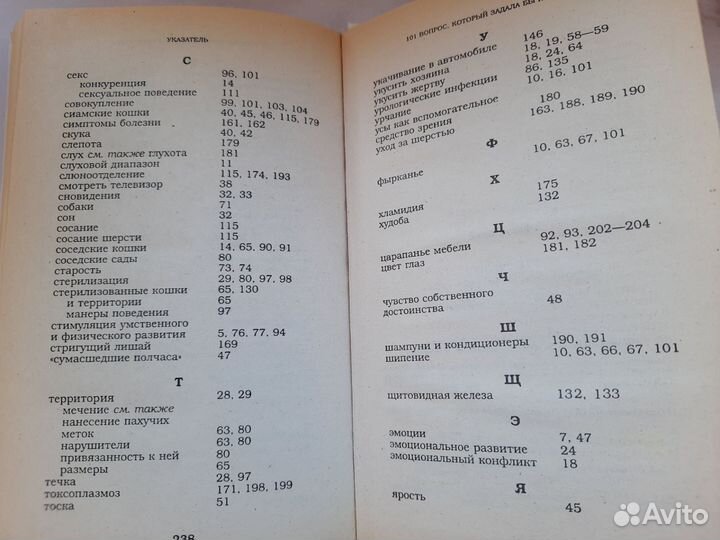 УКАЗАТЕЛЬ
С
секс 96, 101
конкуренция 14
сексуальное поведение 111
совокупление 99, 101, 103, 104
сиамские кошки 40, 45, 46, 115, 179
симптомы болезни 161, 162
скука 40, 42
слепота 179
слух см. также глухота 181
слуховой диапазон 11
слюноотделение 115, 174, 193
смотреть телевизор 38
сновидения 32, 33
собаки 71
сон 32
сосание 115
сосание шерсти 115
соседские кошки 14, 65, 90, 91
соседские сады 80
старость 73, 74
стерилизация 29, 80, 97, 98
стерилизованные кошки 65, 130
и территории 65
манеры поведения 97
стимуляция умственного
и физического развития 5, 76, 77, 94
стригущий лишай 169
«сумасшедшие полчаса» 47
Т
территория 28, 29
мечение см. также
нанесение пахучих
меток 63, 80
нарушители 63, 80
привязанность к ней 80
размеры 65
течка 28, 97
токсоплазмоз 171, 198, 199
тоска 51
238
101 ВОПРОС, КОТОРЫЙ ЗАДАЛА БЫ
У
укачивание в автомобиле 146
укусить хозяина 18, 19, 58—59
укусить жертву 18, 24, 64
урологические инфекции 86, 135
урчание 10, 16, 101
усы как вспомогательное
средство зрения 180
уход за шерстью 163, 188, 189, 190
Ф
фырканье 10, 63, 67, 101
Х
хламидия 175
худоба 132
Ц
царапанье мебели 92, 93, 202—204
цвет глаз 181, 182
Ч
чувство собственного
достоинства 48
Ш
шампуни и кондиционеры 190, 191
шипение 10, 63, 66, 67, 101
Щ
щитовидная железа 132, 133
Э
эмоции 7, 47
эмоциональное развитие 24
эмоциональный конфликт 18
Я
ярость 45
Avito